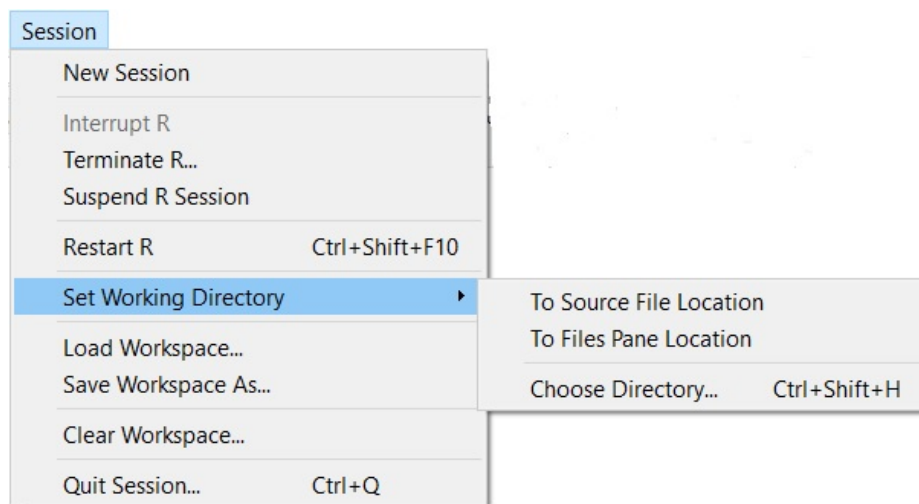 Session
New Session
Interrupt R
Terminate R...
Suspend R Session
Restart R Ctrl+Shift+F10
Set Working Directory
To Source File Location
To Files Pane Location
Choose Directory... Ctrl+Shift+H
Load Workspace...
Save Workspace As...
Clear Workspace...
Quit Session... Ctrl+Q